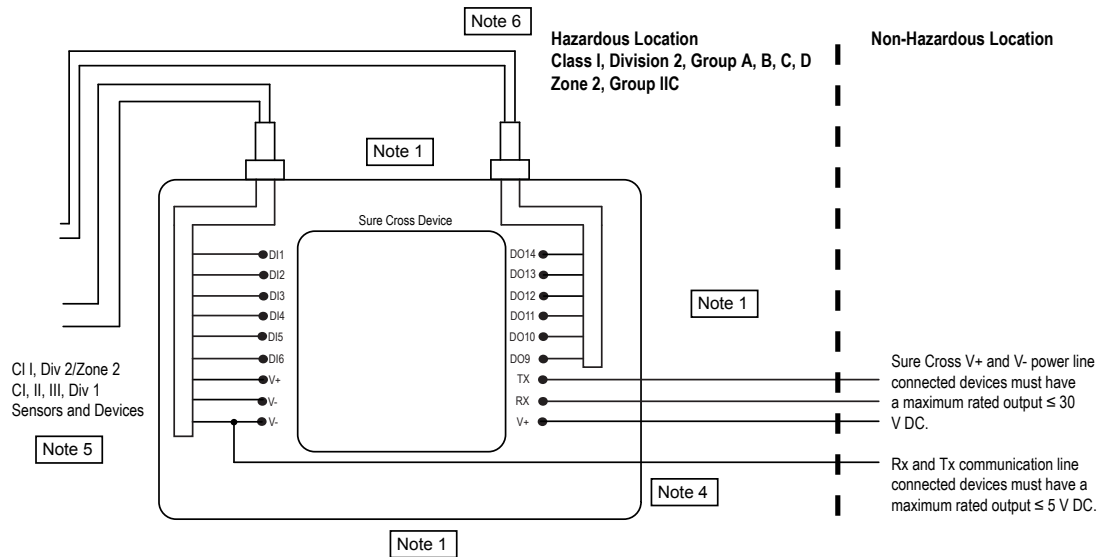 Note 6
Hazardous Location
Class I, Division 2, Group A, B, C, D
Zone 2, Group IIC
Non-Hazardous Location
Note 1
Sure Cross Device
DI1
DI2
DI3
DI4
DI5
DI6
V+
V-
V-
DO14
DO13
DO12
DO11
DO10
DO9
TX
RX
V+
Note 1
CI I, Div 2/Zone 2
CI, II, III, Div 1
Sensors and Devices
Note 5
Sure Cross V+ and V- power line
connected devices must have
a maximum rated output ≤ 30
V DC.
Rx and Tx communication line
connected devices must have a
maximum rated output ≤ 5 V DC.
Note 4
Note 1